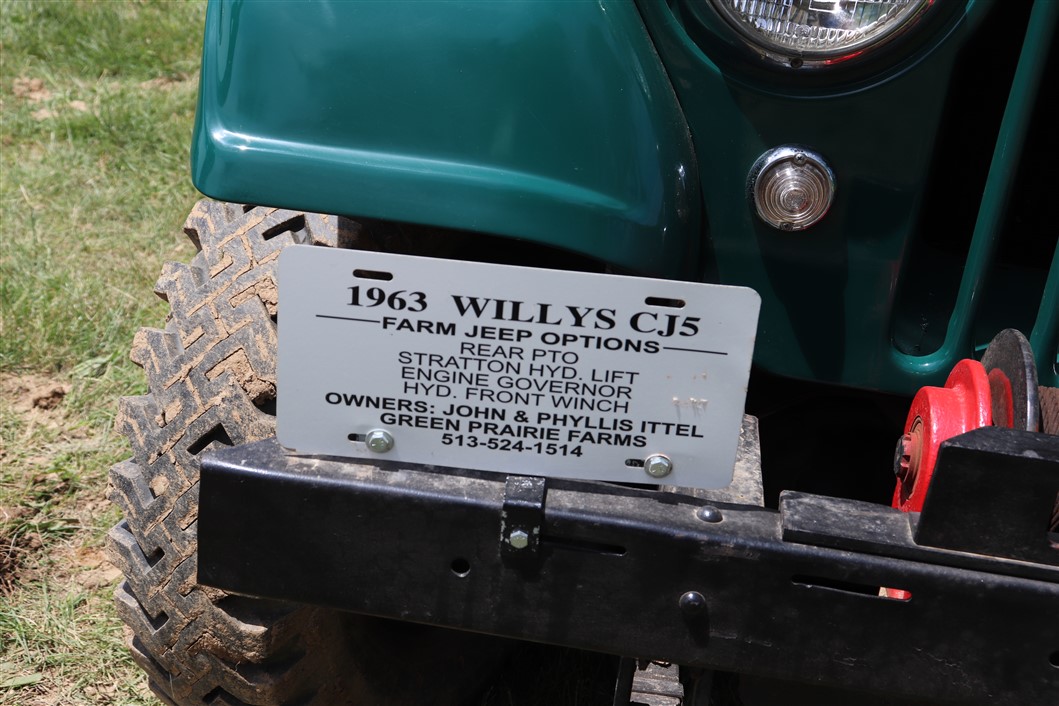 1963 WILLYS CJ5
FARM JEEP OPTIONS
REAR PTO
STRATTON HYD. LIFT
ENGINE GOVERNOR
HYD. FRONT WINCH
OWNERS: JOHN & PHYLLIS ITTEL
GREEN PRAIRIE FARMS
513-524-1514